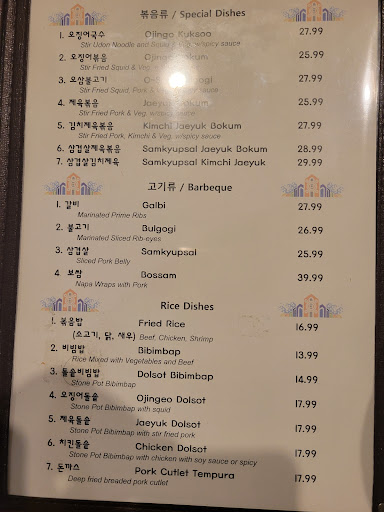 볶음류 / Special Dishes
1. 오징어국수 Ojingo Kuksoo 27.99
Stir Udon Noodle and Squid & Veg. w/spicy sauce
2. 오징어볶음 Bokum 25.99
Stir Fried Squid & Veg.
3. 오삼불고기 27.99
Stir Fried Squid, Pork & Veg. w/spicy sauce
4. 제육볶음 Jaeyuk Bokum 25.99
Stir Fried Pork & Veg. w/spicy sauce
5. 김치제육볶음 Kimchi Jaeyuk Bokum 27.99
Stir Fried Pork, Kimchi & Veg. w/spicy sauce
6. 삼겹살제육볶음 Samkyupsal Jaeyuk Bokum 28.99
7. 삼겹살김치제육 Samkyupsal Kimchi Jaeyuk 29.99
고기류 / Barbeque
1. 갈비 Galbi 27.99
Marinated Prime Ribs
2. 불고기 Bulgogi 26.99
Marinated Sliced Rib-eyes
3. 삼겹살 Samkyupsal 25.99
Sliced Pork Belly
4. 보쌈 Bossam 39.99
Napa Wraps with Pork
Rice Dishes
1. 볶음밥 Fried Rice 16.99
(소고기, 닭, 새우) Beef, Chicken, Shrimp
2. 비빔밥 Bibimbap 13.99
Rice Mixed with Vegetables and Beef
3. 돌솥비빔밥 Dolsot Bibimbap 14.99
Stone Pot Bibimbap
4. 오징어돌솥 Ojingeo Dolsot 17.99
Stone Pot Bibimbap with squid
5. 제육돌솥 Jaeyuk Dolsot 17.99
Stone Pot Bibimbap with stir fried pork
6. 치킨돌솥 Chicken Dolsot 17.99
Stone Pot Bibimbap with chicken with soy sauce or spicy
7. 돈까스 Pork Cutlet Tempura 17.99
Deep fried breaded pork cutlet